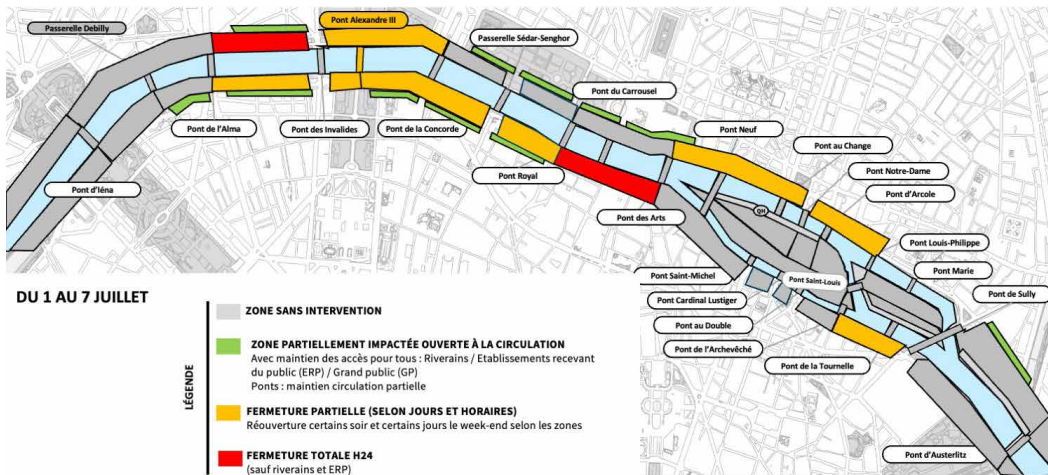 Passerelle Debilly
Pont Alexandre III
Passerelle Sédar-Senghor
Pont du Carrousel
Pont de l'Alma
Pont des Invalides
Pont de la Concorde
Pont Neuf
Pont au Change
Pont Notre-Dame
Pont d'Arcole
Pont Royal
Pont d'Iéna
Pont des Arts
QH
Pont Louis-Philippe
Pont Marie
Pont Saint-Michel
Pont Saint-Louis
Pont de Sully
Pont Cardinal Lustiger
Pont au Double
Pont de l'Archevêché
Pont de la Tournelle
Pont d'Austerlitz
DU 1 AU 7 JUILLET
LÉGENDE
ZONE SANS INTERVENTION
ZONE PARTIELLEMENT IMPACTÉE OUVERTE À LA CIRCULATION
Avec maintien des accès pour tous : Riverains / Etablissements recevant
du public (ERP) / Grand public (GP)
Ponts : maintien circulation partielle
FERMETURE PARTIELLE (SELON JOURS ET HORAIRES)
Réouverture certains soir et certains jours le week-end selon les zones
FERMETURE TOTALE H24
(sauf riverains et ERP)